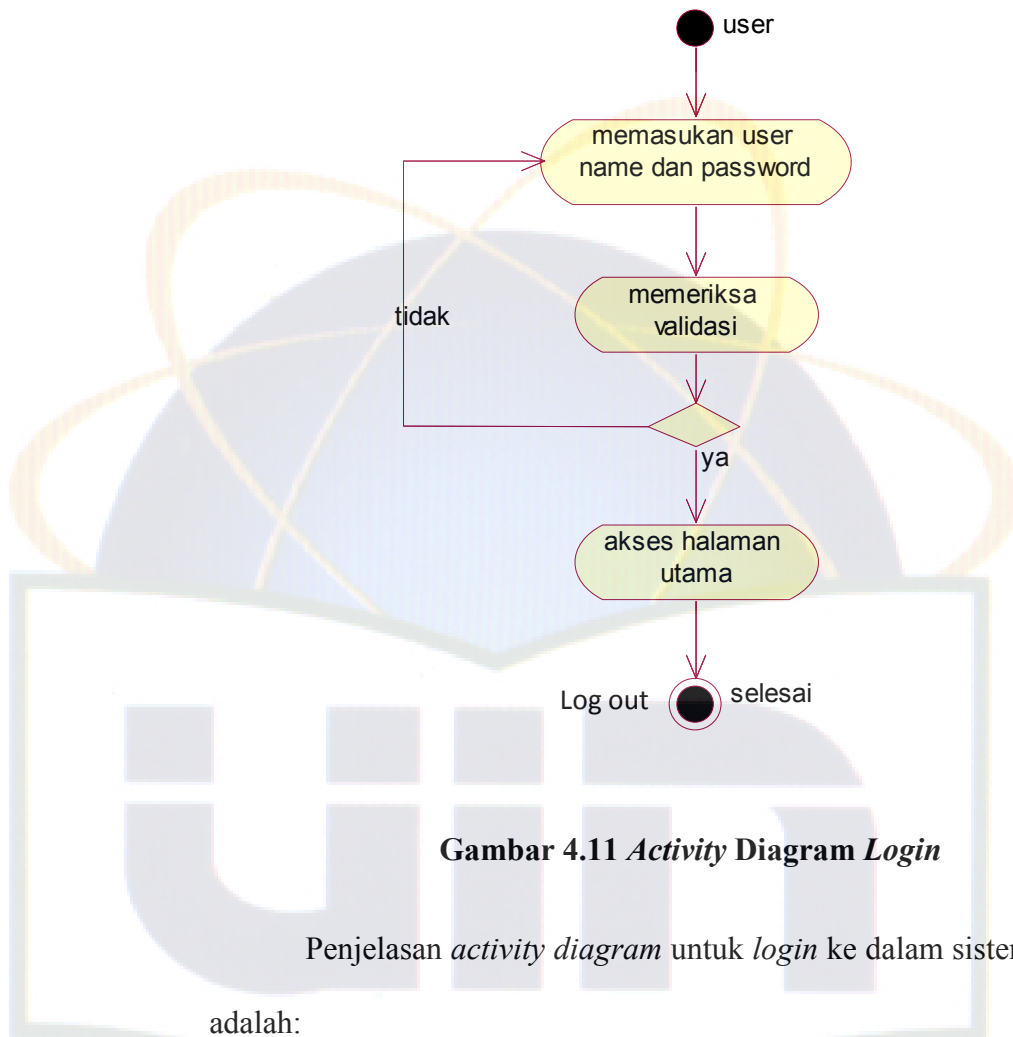 user
memasukan user
name dan password
memeriksa
validasi
tidak
ya
akses halaman
utama
Log out
selesai
Gambar 4.11 Activity Diagram Login
Penjelasan activity diagram untuk login ke dalam sister
adalah:
uin